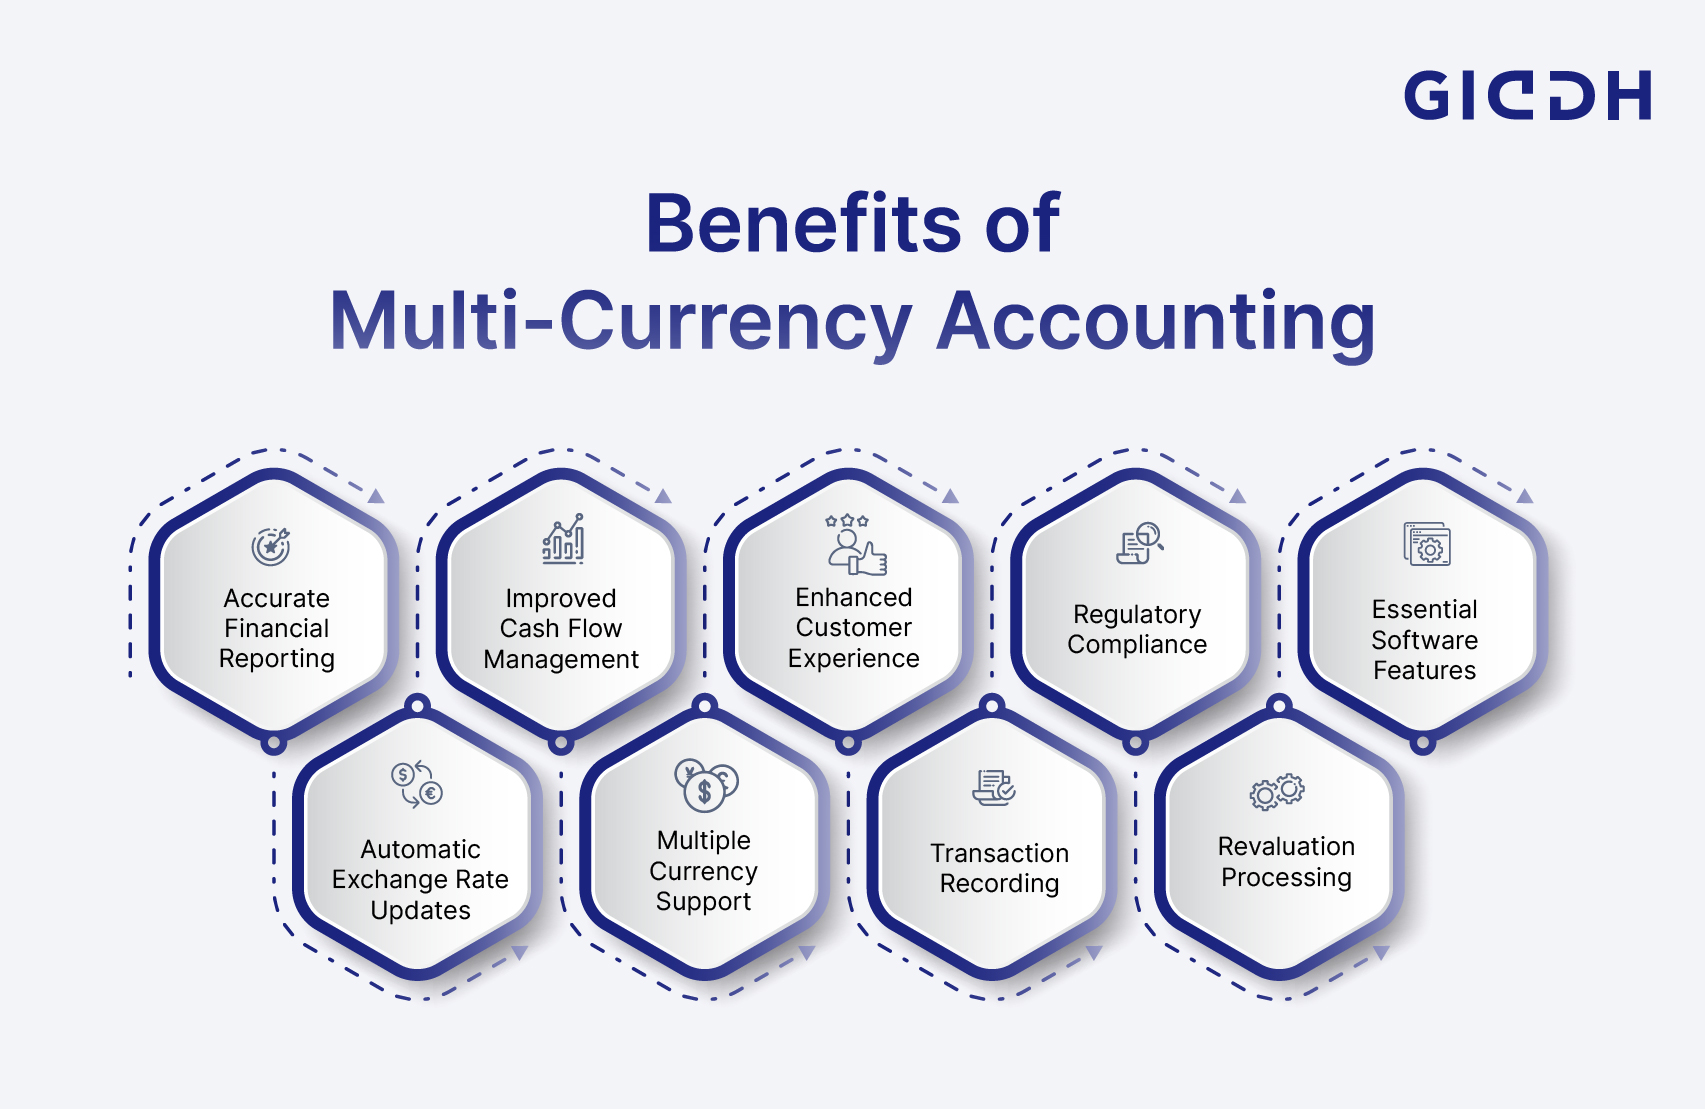 GIDDH
Benefits of
Multi-Currency Accounting
Accurate
Financial
Reporting
Improved
Cash Flow
Management
Enhanced
Customer
Experience
Regulatory
Compliance
Essential
Software
Features
$
€
Automatic
Exchange Rate
Updates
¥
$
£
Multiple
Currency
Support
Transaction
Recording
Revaluation
Processing